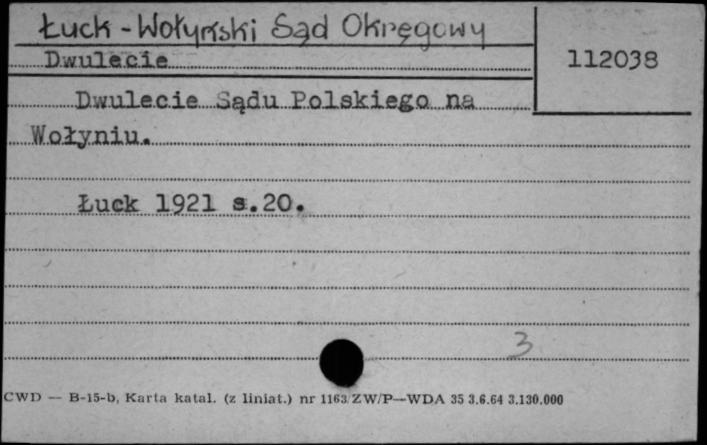 Łuck - Wołyński Sąd Okręgowy
Dwulecie
112038
Dwulecie Sądu Polskiego na
Wołyniu.
Łuck 1921 s.20.
3
CWD — B-15-b, Karta katal. (z liniat.) nr 1163/ZW/P—WDA 35 3.6.64 3.130.000